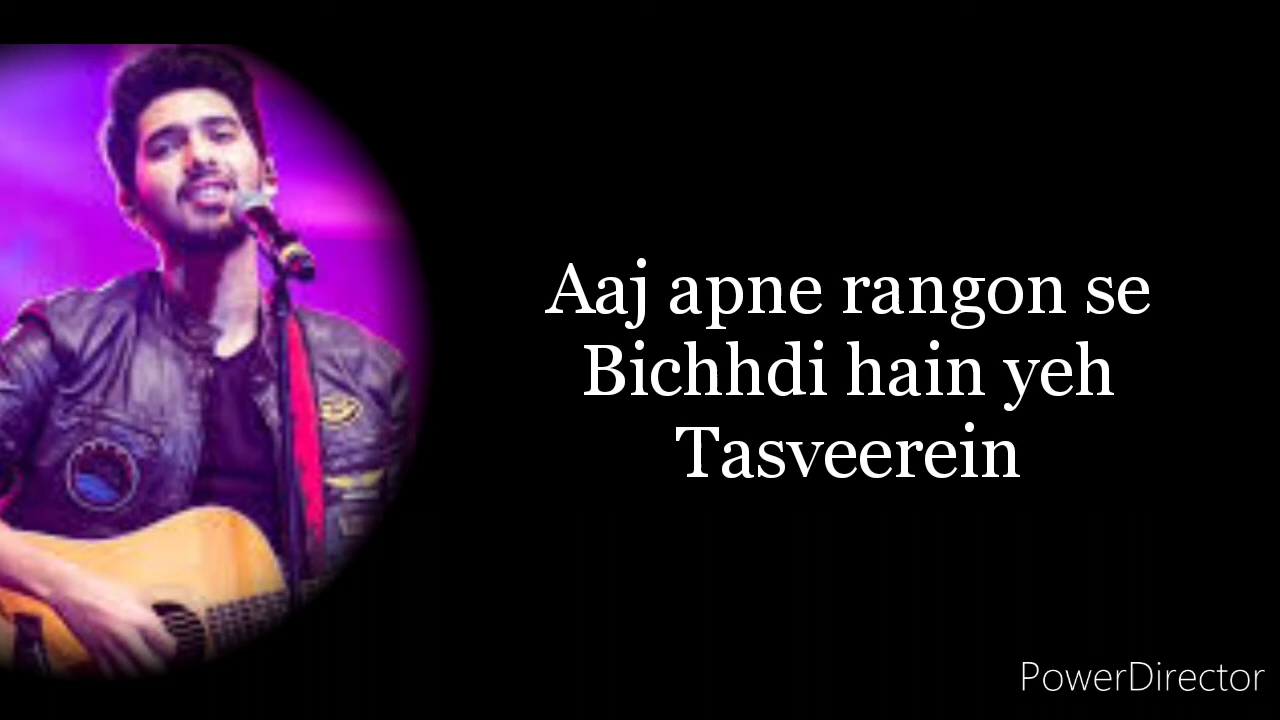 Aaj apne rangon se
Bichhdi hain yeh
Tasveerein
PowerDirector